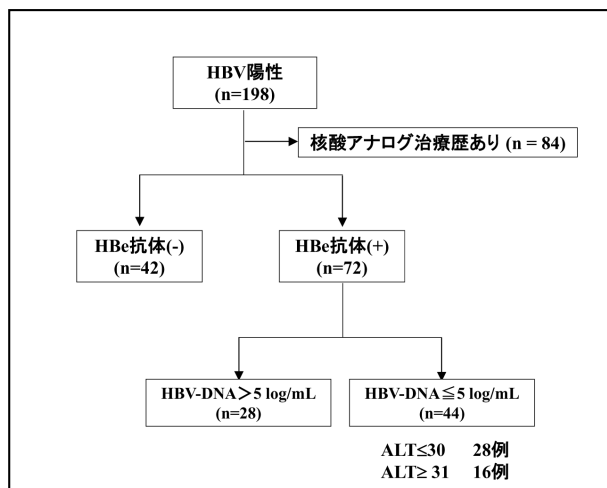 HBV陽性
(n=198)
核酸アナログ治療歴あり (n = 84)
HBe抗体(-)
(n=42)
HBe抗体(+)
(n=72)
HBV-DNA＞5 log/mL
(n=28)
HBV-DNA≦5 log/mL
(n=44)
ALT≤30 28例
ALT≥ 31 16例